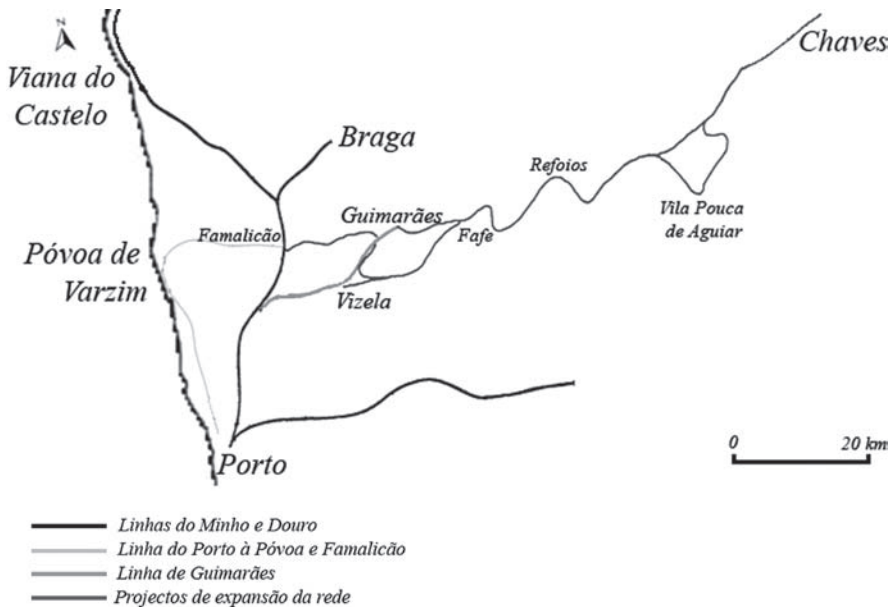 N
Chaves
Viana do
Castelo
Braga
Refoios
Guimarães
Vila Pouca
de Aguiar
Famalicão
Fafe
Póvoa de
Varzim
Vizela
0 20 km
Porto
Linhas do Minho e Douro
Linha do Porto à Póvoa e Famalicão
Linha de Guimarães
Projectos de expansão da rede